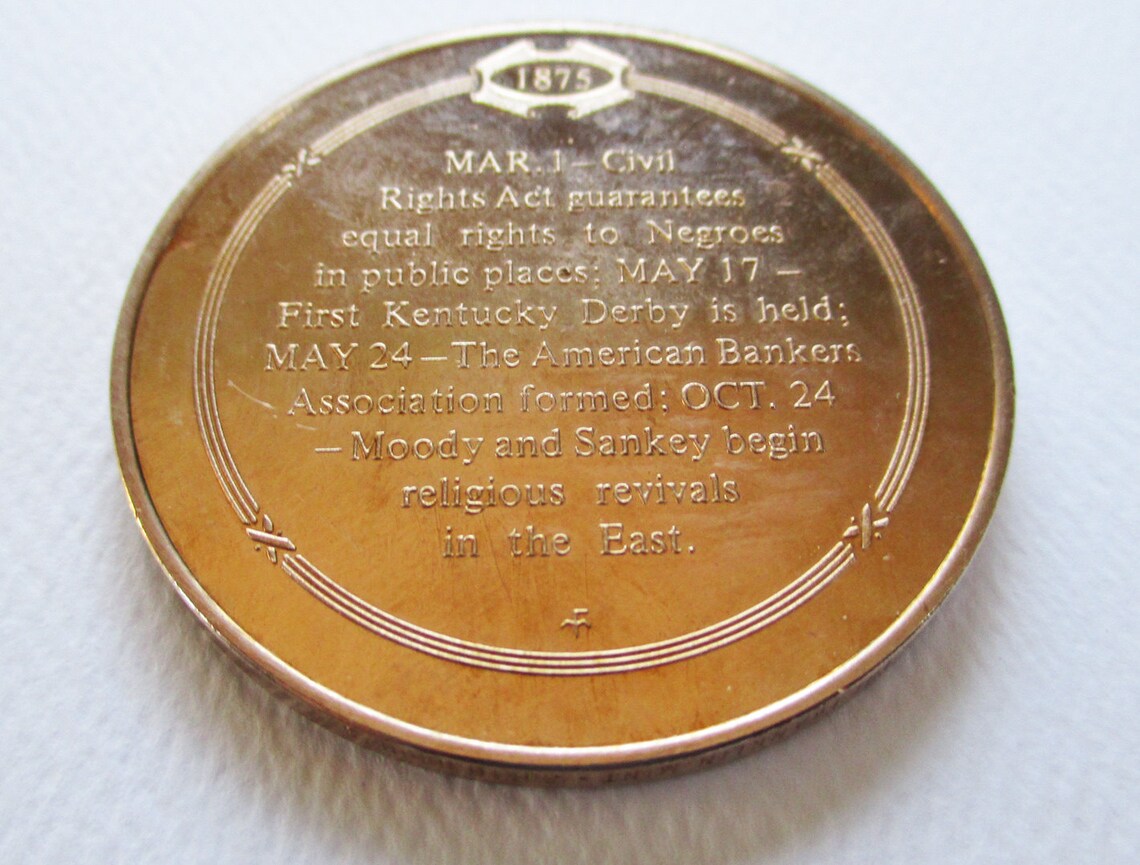 1875
MAR. 1 – Civil
Rights Act guarantees
equal rights to Negroes
in public places; MAY 17 –
First Kentucky Derby is held;
MAY 24 – The American Bankers
Association formed; OCT. 24
– Moody and Sankey begin
religious revivals
in the East.